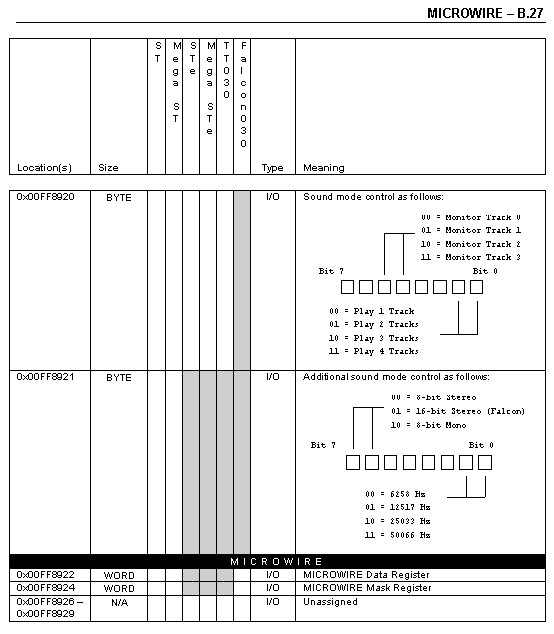 MICROWIRE – B.27
Location(s) Size ST Mega ST STe Mega STe TT030 Falcon030 Type Meaning
0x00FF8920 BYTE I/O Sound mode control as follows:
00 = Monitor Track 0
01 = Monitor Track 1
10 = Monitor Track 2
11 = Monitor Track 3
Bit 7 Bit 0
00 = Play 1 Track
01 = Play 2 Tracks
10 = Play 3 Tracks
11 = Play 4 Tracks
0x00FF8921 BYTE I/O Additional sound mode control as follows:
00 = 8-bit Stereo
01 = 16-bit Stereo (Falcon)
10 = 8-bit Mono
Bit 7 Bit 0
00 = 6258 Hz
01 = 12517 Hz
10 = 25033 Hz
11 = 50066 Hz
MICROWIRE
0x00FF8922 WORD I/O MICROWIRE Data Register
0x00FF8924 WORD I/O MICROWIRE Mask Register
0x00FF8926 – N/A I/O Unassigned
0x00FF8929